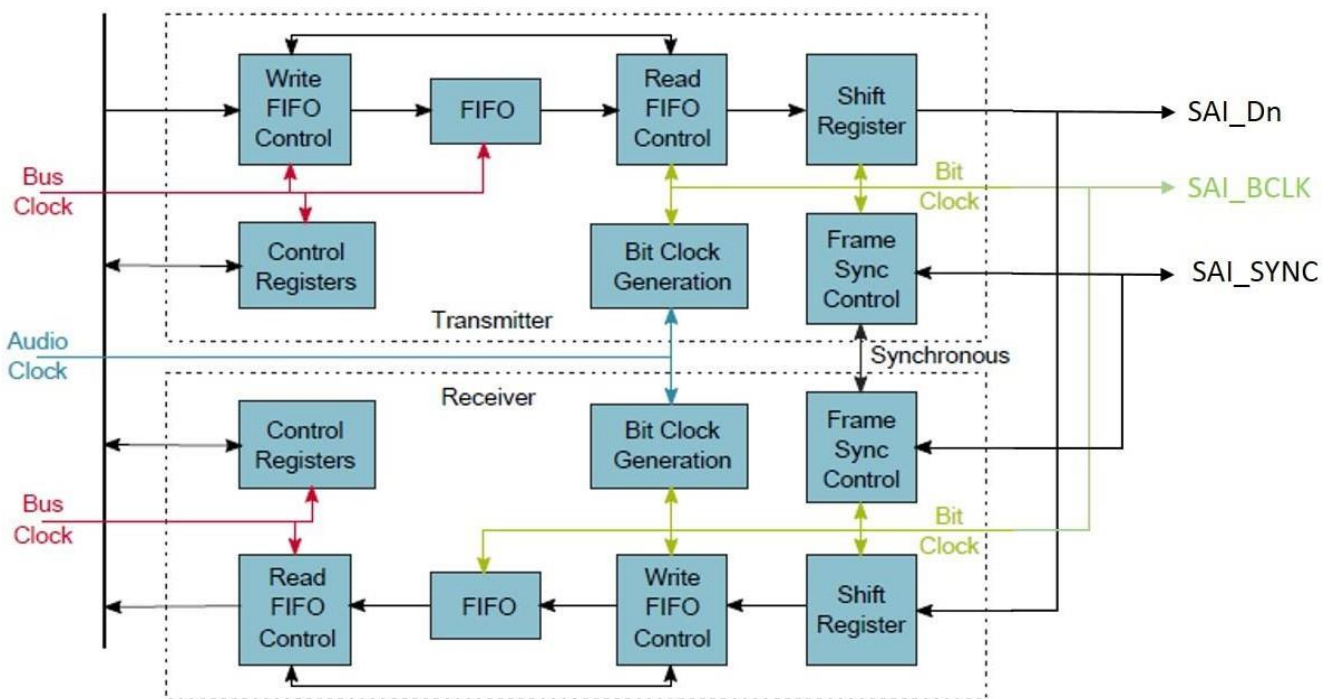 Write
FIFO
Control
FIFO
Read
FIFO
Control
Shift
Register
SAI_Dn
Bus
Clock
Bit
Clock
SAI_BCLK
Control
Registers
Bit Clock
Generation
Frame
Sync
Control
SAI_SYNC
Transmitter
Audio
Clock
Synchronous
Receiver
Control
Registers
Bit Clock
Generation
Frame
Sync
Control
Bus
Clock
Bit
Clock
Read
FIFO
Control
FIFO
Write
FIFO
Control
Shift
Register